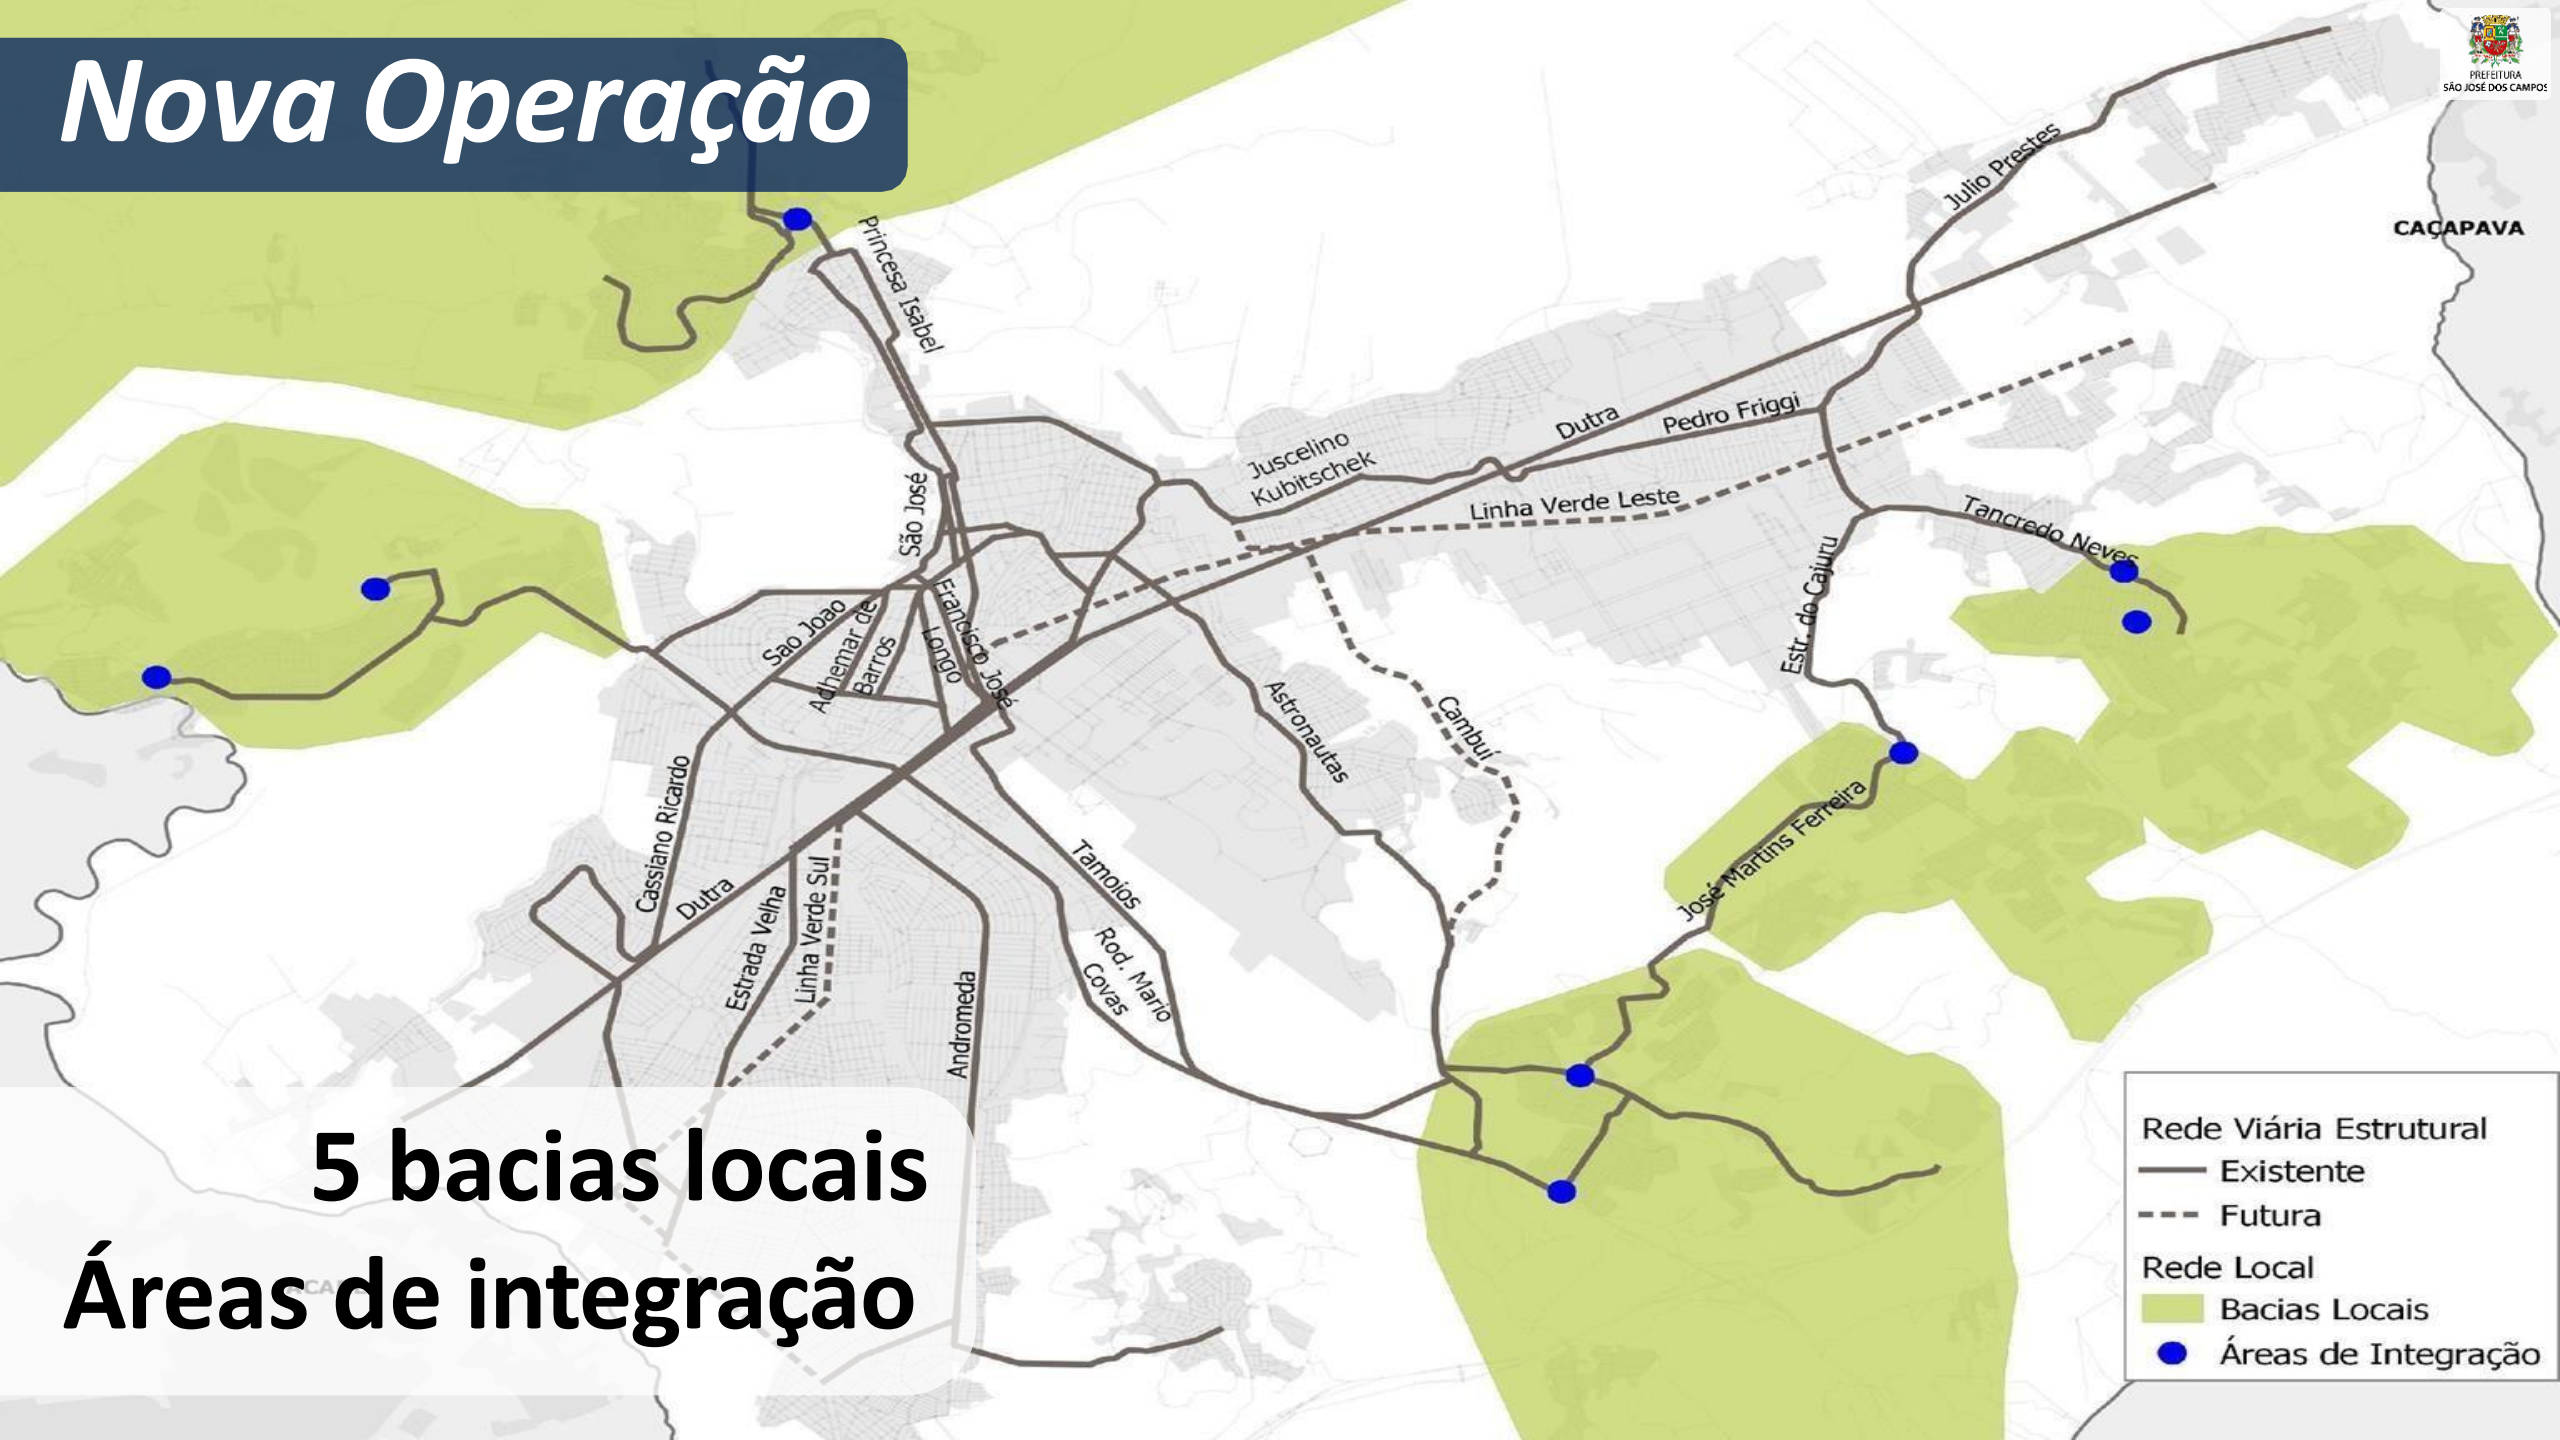 Nova Operação
PREFEITURA
SÃO JOSÉ DOS CAMPOS
CAÇAPAVA
Julio Prestes
Princesa Isabel
Dutra
Pedro Friggi
Juscelino
Kubitschek
Linha Verde Leste
Tancredo Neves
Estr. do Cajuru
São José
Sao Joao
Adhemar de
Barros
Longo
Francisco José
Astronautas
Cambuí
José Martins Ferreira
Cassiano Ricardo
Dutra
Estrada Velha
Linha Verde Sul
Andromeda
Tamoios
Rod. Mario
Covas
5 bacias locais
Áreas de integração
Rede Viária Estrutural
Existente
Futura
Rede Local
Bacias Locais
Áreas de Integração